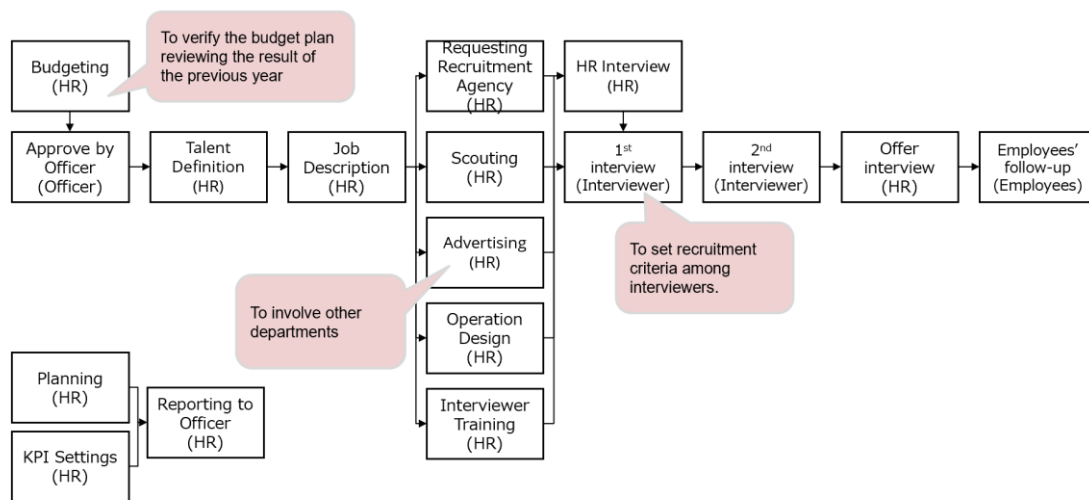 Budgeting
(HR)
To verify the budget plan
reviewing the result of
the previous year
Requesting
Recruitment
Agency
(HR)
HR Interview
(HR)
Approve by
Officer
(Officer)
Talent
Definition
(HR)
Job
Description
(HR)
Scouting
(HR)
1st
interview
(Interviewer)
2nd
interview
(Interviewer)
Offer
interview
(HR)
Employees'
follow-up
(Employees)
Advertising
(HR)
To set recruitment
criteria among
interviewers.
To involve other
departments
Operation
Design
(HR)
Planning
(HR)
Reporting to
Officer
(HR)
Interviewer
Training
(HR)
KPI Settings
(HR)